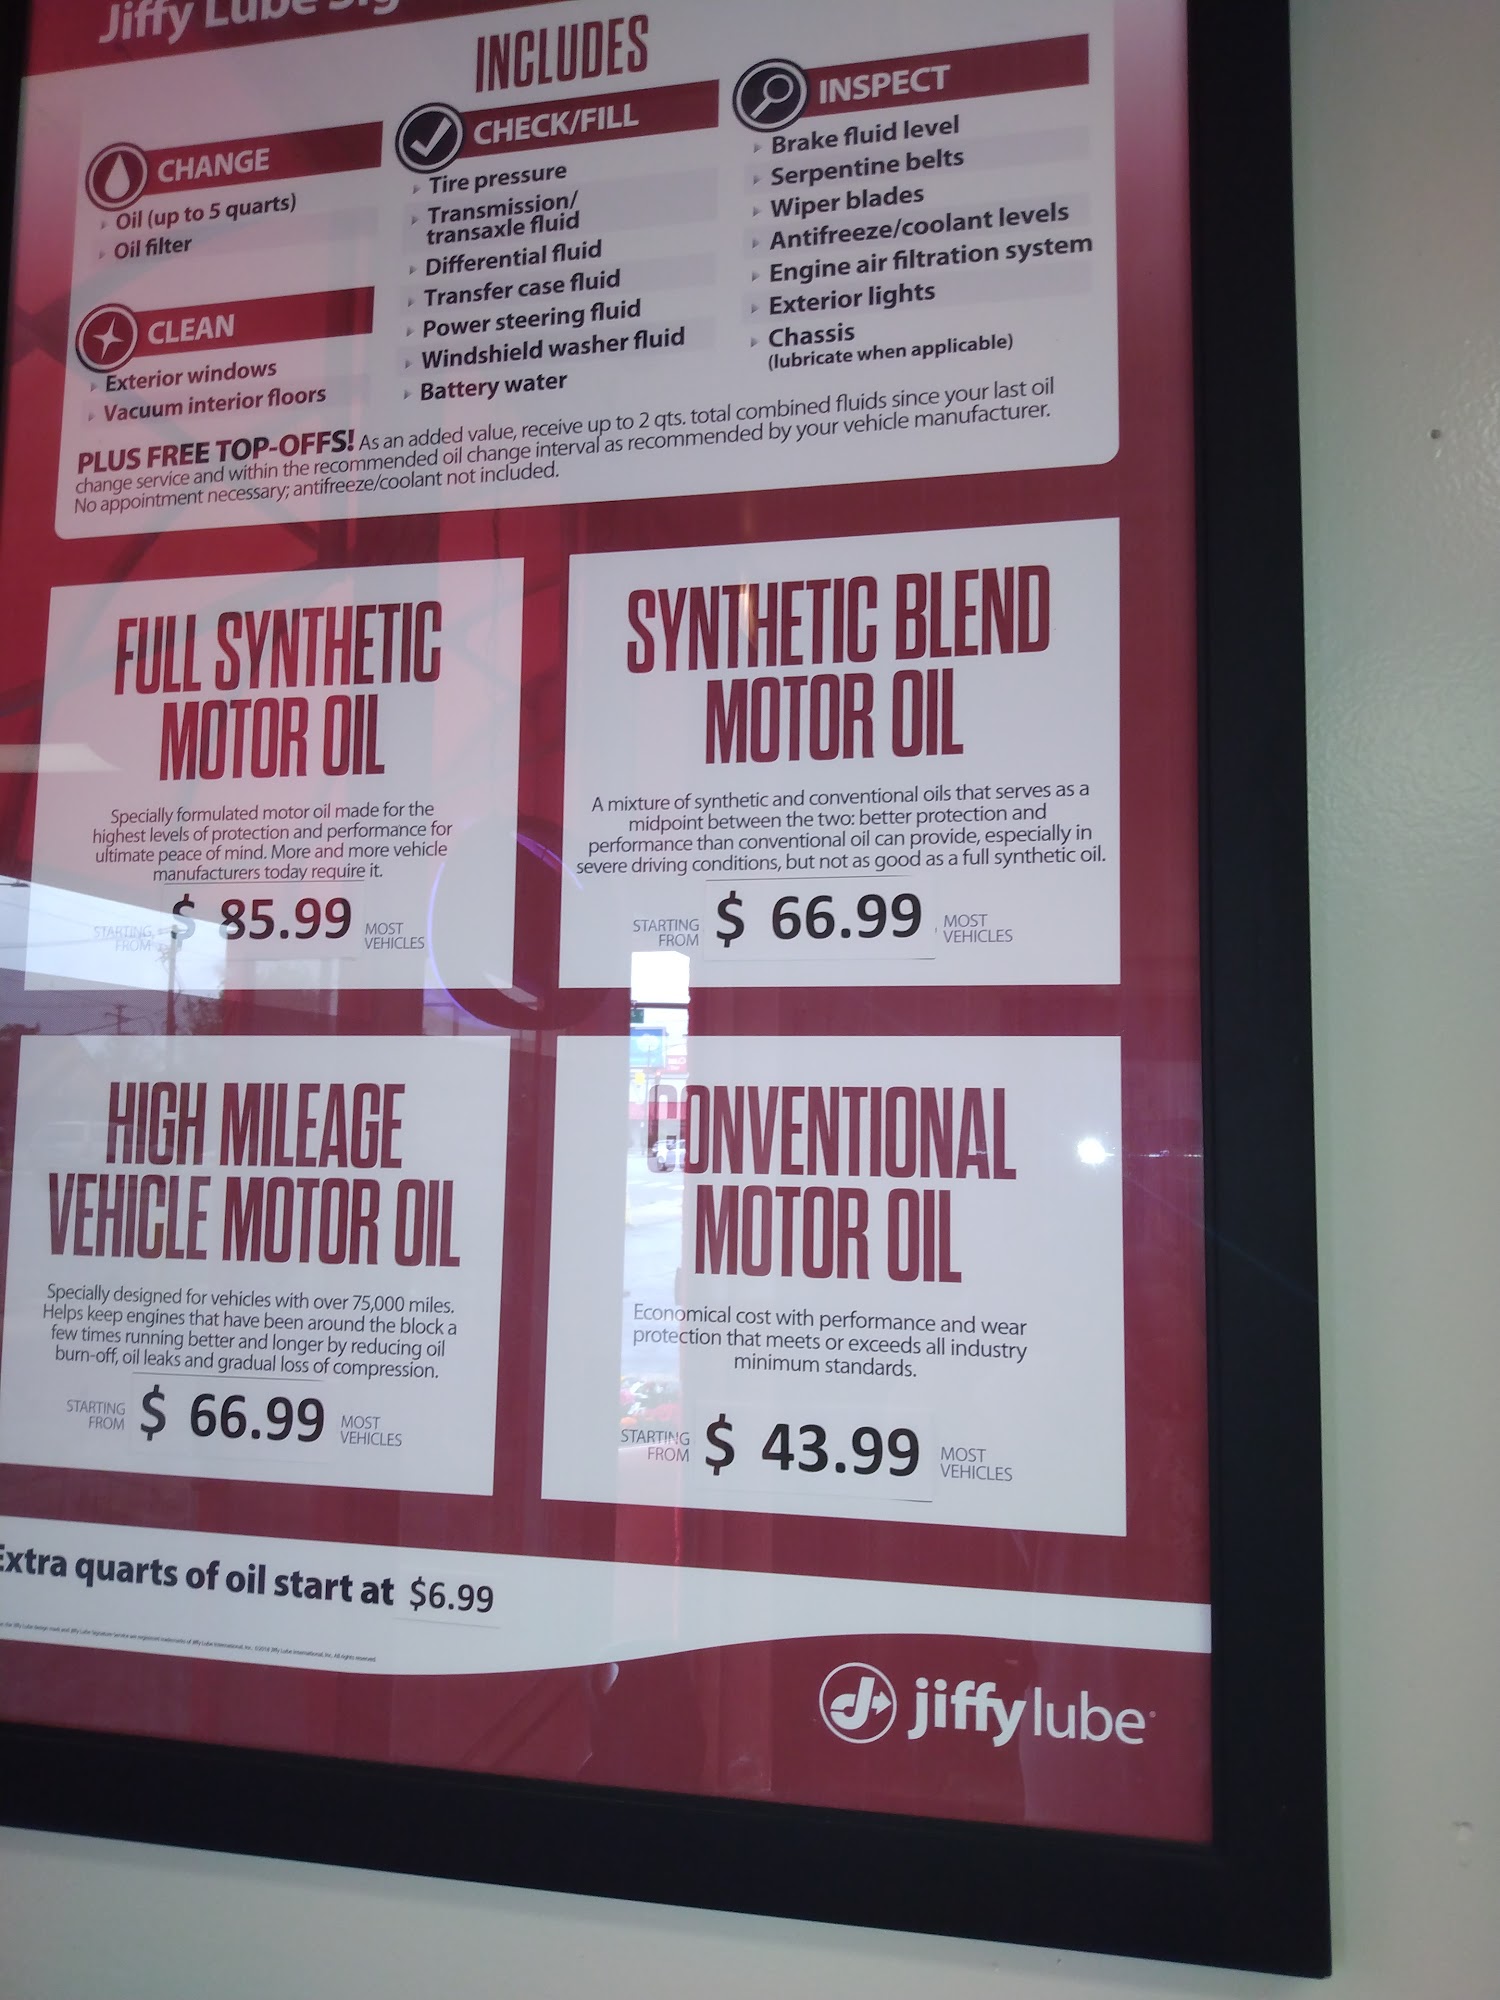 Jiffy Lube
INCLUDES
CHANGE
Oil (up to 5 quarts)
Oil filter
CLEAN
Exterior windows
Vacuum interior floors
CHECK/FILL
Tire pressure
Transmission/
transaxle fluid
Differential fluid
Transfer case fluid
Power steering fluid
Windshield washer fluid
Battery water
INSPECT
Brake fluid level
Serpentine belts
Wiper blades
Antifreeze/coolant levels
Engine air filtration system
Exterior lights
Chassis
(lubricate when applicable)
PLUS FREE TOP-OFFS! As an added value, receive up to 2 qts. total combined fluids since your last oil
change service and within the recommended oil change interval as recommended by your vehicle manufacturer.
No appointment necessary; antifreeze/coolant not included.
FULL SYNTHETIC
MOTOR OIL
Specially formulated motor oil made for the
highest levels of protection and performance for
ultimate peace of mind. More and more vehicle
manufacturers today require it.
STARTING
FROM
$ 85.99
MOST
VEHICLES
SYNTHETIC BLEND
MOTOR OIL
A mixture of synthetic and conventional oils that serves as a
midpoint between the two: better protection and
performance than conventional oil can provide, especially in
severe driving conditions, but not as good as a full synthetic oil.
STARTING
FROM
$ 66.99
MOST
VEHICLES
HIGH MILEAGE
VEHICLE MOTOR OIL
Specially designed for vehicles with over 75,000 miles.
Helps keep engines that have been around the block a
few times running better and longer by reducing oil
burn-off, oil leaks and gradual loss of compression.
STARTING
FROM
$ 66.99
MOST
VEHICLES
CONVENTIONAL
MOTOR OIL
Economical cost with performance and wear
protection that meets or exceeds all industry
minimum standards.
STARTING
FROM
$ 43.99
MOST
VEHICLES
Extra quarts of oil start at $6.99
jiffy lube